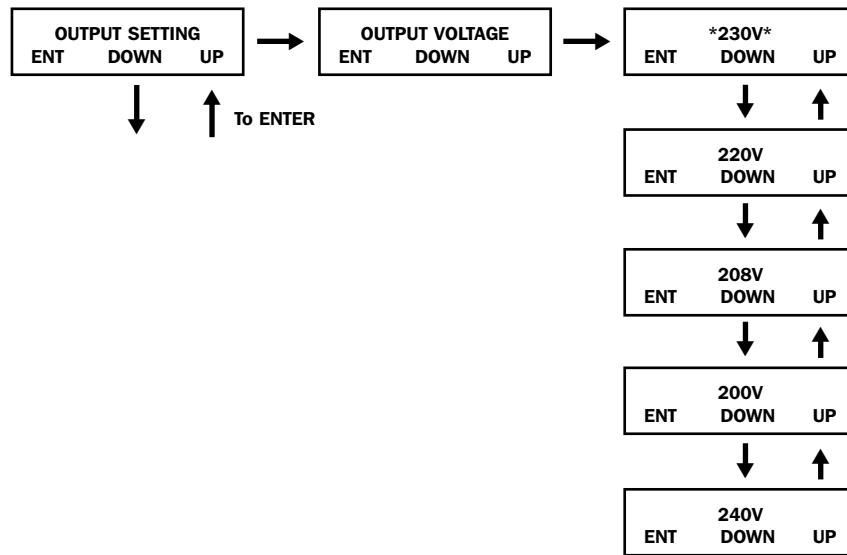 OUTPUT SETTING
ENT DOWN UP
OUTPUT VOLTAGE
ENT DOWN UP
*230V*
ENT DOWN UP
To ENTER
220V
ENT DOWN UP
208V
ENT DOWN UP
200V
ENT DOWN UP
240V
ENT DOWN UP